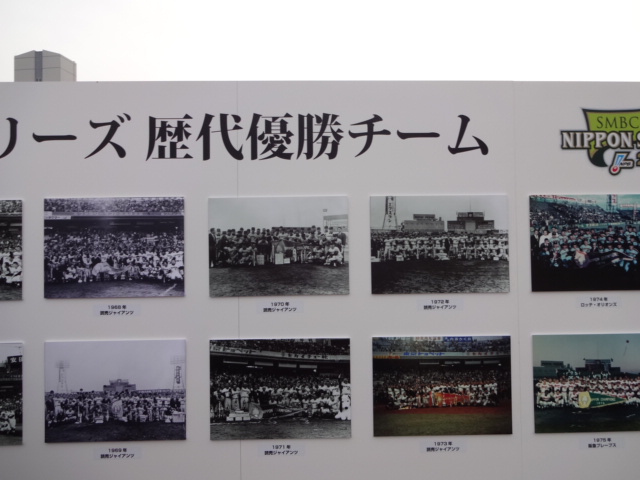 リーズ 歴代優勝チーム
SMBC
NIPPON S
1968年
読売ジャイアンツ
1970年
読売ジャイアンツ
1972年
読売ジャイアンツ
1974年
ロッテ・オリオンズ
1969年
読売ジャイアンツ
1971年
読売ジャイアンツ
1973年
読売ジャイアンツ
1975年
阪急ブレーブス